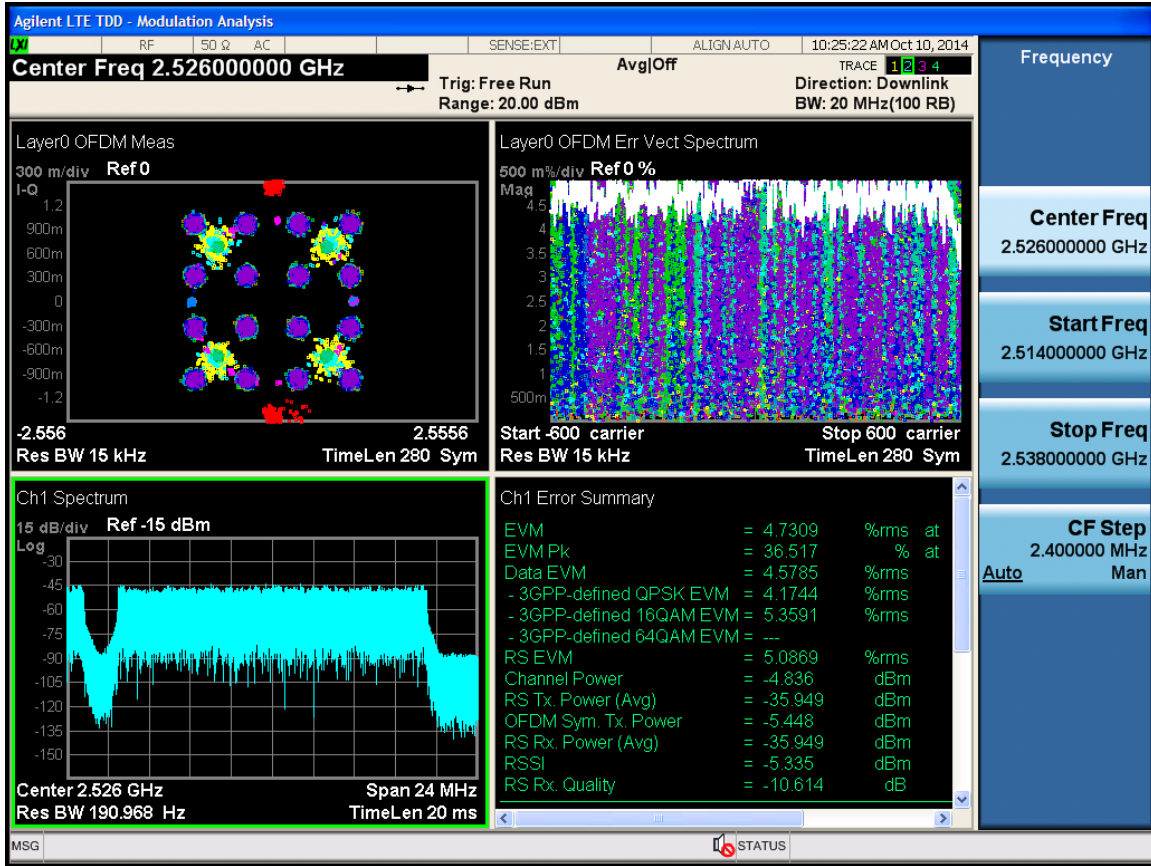 Agilent LTE TDD - Modulation Analysis
LXI RF 50 Ω AC SENSE:EXT ALIGN AUTO 10:25:22 AM Oct 10, 2014
Center Freq 2.526000000 GHz
Avg|Off
TRACE 1 2 3 4
Trig: Free Run
Direction: Downlink
Range: 20.00 dBm
BW: 20 MHz(100 RB)
Layer0 OFDM Meas
300 m/div Ref 0
I-Q
1.2
900m
600m
300m
0
-300m
-600m
-900m
-1.2
-2.556 2.5556
Res BW 15 kHz TimeLen 280 Sym
Layer0 OFDM Err Vect Spectrum
500 m%/div Ref 0 %
Mag
4.5
4
3.5
3
2.5
2
1.5
1
500m
Start -600 carrier Stop 600 carrier
Res BW 15 kHz TimeLen 280 Sym
Ch1 Spectrum
15 dB/div Ref -15 dBm
Log
-30
-45
-60
-75
-90
-105
-120
-135
-150
Center 2.526 GHz Span 24 MHz
Res BW 190.968 Hz TimeLen 20 ms
Ch1 Error Summary
EVM = 4.7309 %rms at
EVM Pk = 36.517 % at
Data EVM = 4.5785 %rms
- 3GPP-defined QPSK EVM = 4.1744 %rms
- 3GPP-defined 16QAM EVM = 5.3591 %rms
- 3GPP-defined 64QAM EVM = ---
RS EVM = 5.0869 %rms
Channel Power = -4.836 dBm
RS Tx. Power (Avg) = -35.949 dBm
OFDM Sym. Tx. Power = -5.448 dBm
RS Rx. Power (Avg) = -35.949 dBm
RSSI = -5.335 dBm
RS Rx. Quality = -10.614 dB
Frequency
Center Freq
2.526000000 GHz
Start Freq
2.514000000 GHz
Stop Freq
2.538000000 GHz
CF Step
2.400000 MHz
Auto Man
MSG STATUS